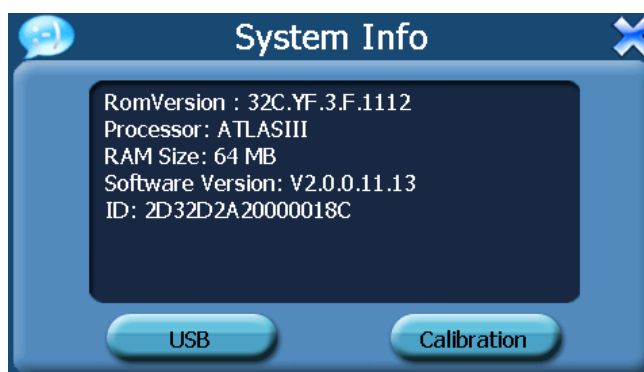 System Info
RomVersion : 32C.YF.3.F.1112
Processor: ATLASIII
RAM Size: 64 MB
Software Version: V2.0.0.11.13
ID: 2D32D2A20000018C
USB
Calibration